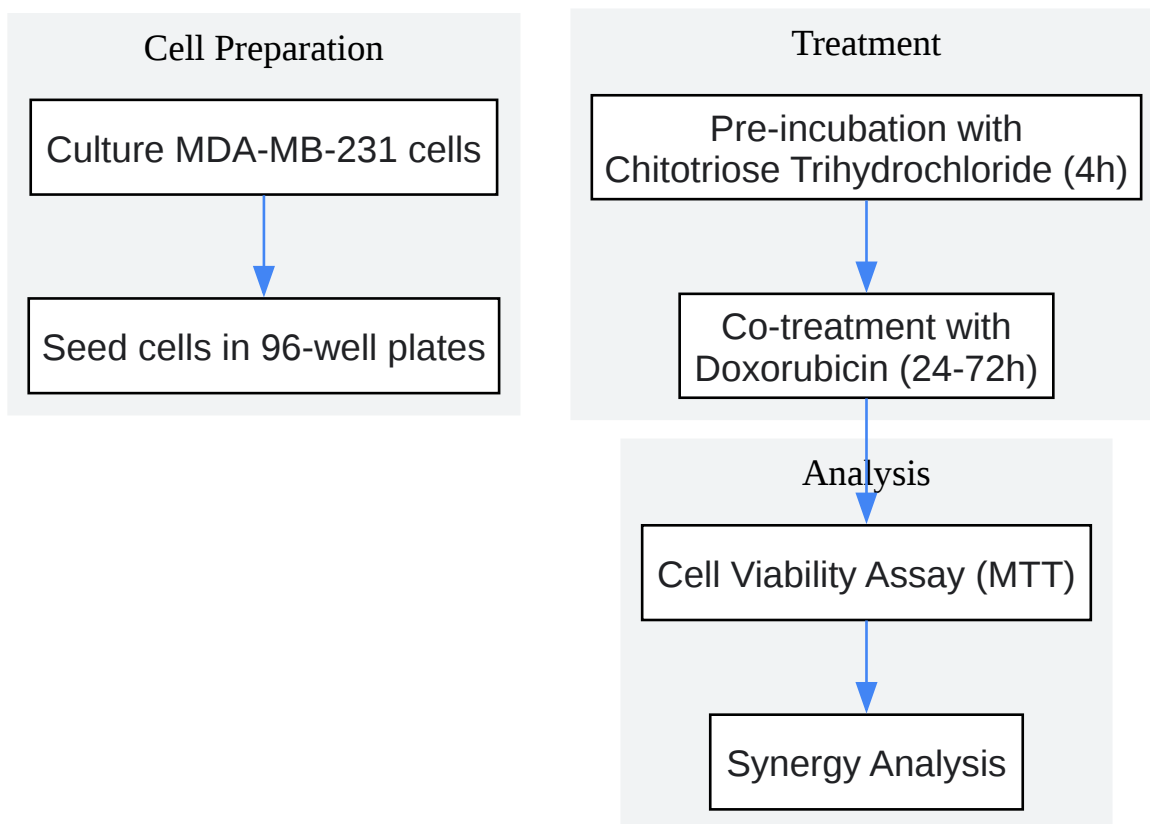 Cell Preparation
Culture MDA-MB-231 cells
Seed cells in 96-well plates
Treatment
Pre-incubation with
Chitotriose Trihydrochloride (4h)
Co-treatment with
Doxorubicin (24-72h)
Analysis
Cell Viability Assay (MTT)
Synergy Analysis